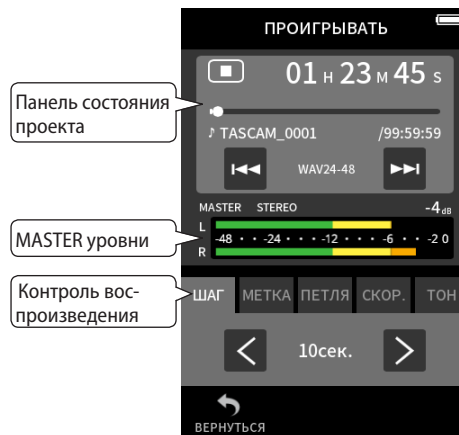 ПРОИГРЫВАТЬ
01 H 23 M 45 S
Панель состояния
проекта
♪ TASCAM_0001 /99:59:59
WAV24-48
MASTER STEREO -4dB
L
MASTER уровни
-48 • • -24 • • • -12 • • • -6 • • -2 0
R
Контроль вос-
произведения
ШАГ МЕТКА ПЕТЛЯ СКОР. ТОН
10сек.
ВЕРНУТЬСЯ